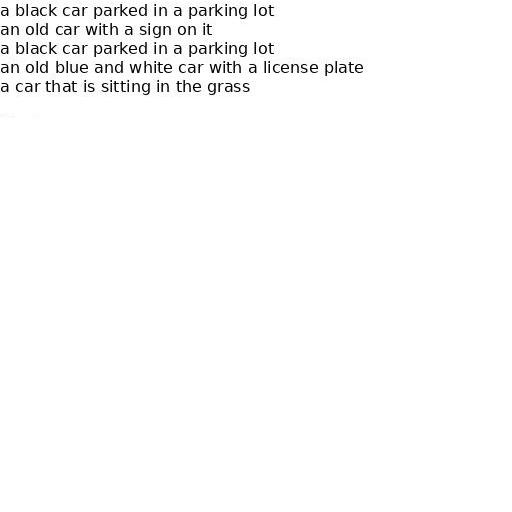 a black car parked in a parking lot
an old car with a sign on it
a black car parked in a parking lot
an old blue and white car with a license plate
a car that is sitting in the grass